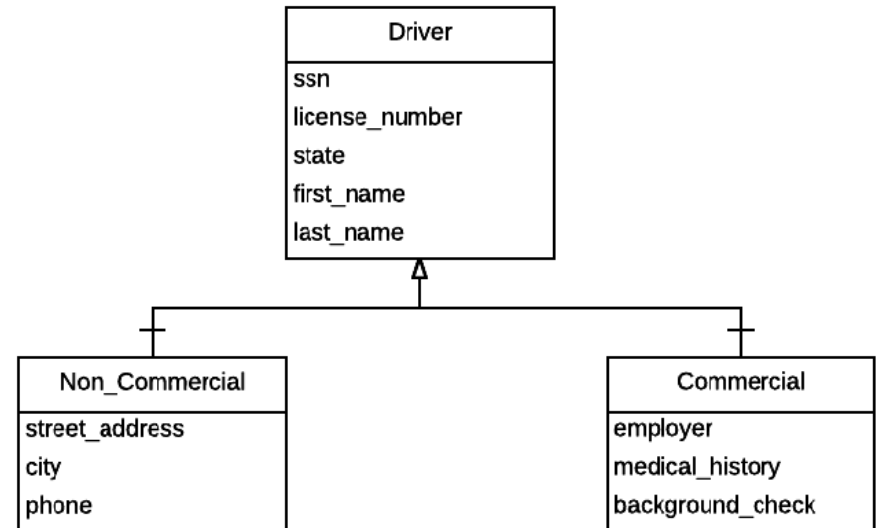 Driver
ssn
license_number
state
first_name
last_name
Non_Commercial
street_address
city
phone
Commercial
employer
medical_history
background_check